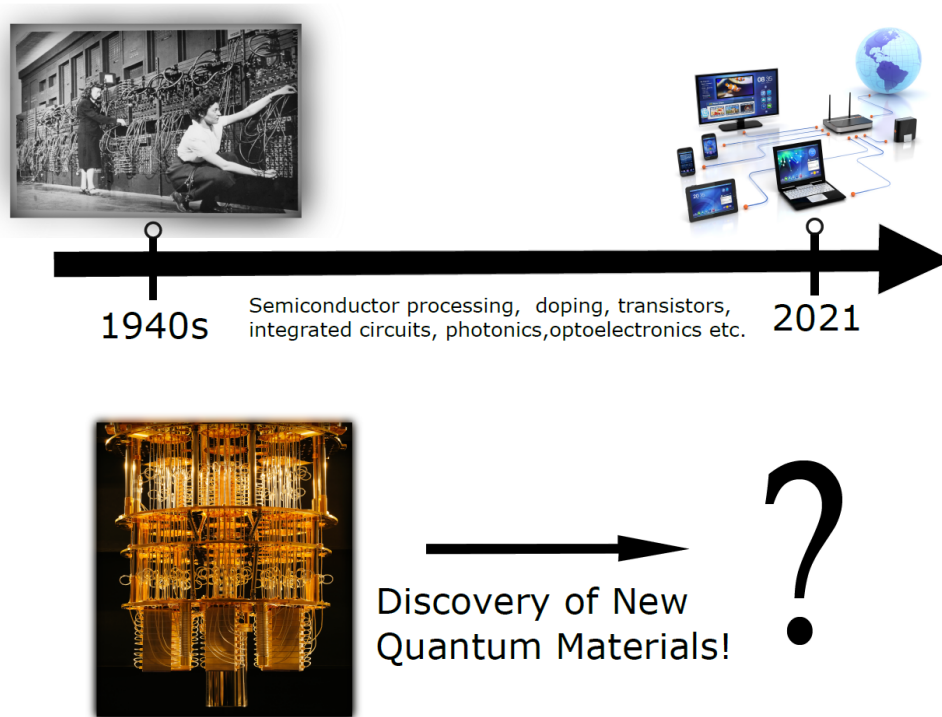 1940s
Semiconductor processing, doping, transistors,
integrated circuits, photonics,optoelectronics etc.
2021
Discovery of New
Quantum Materials!
?